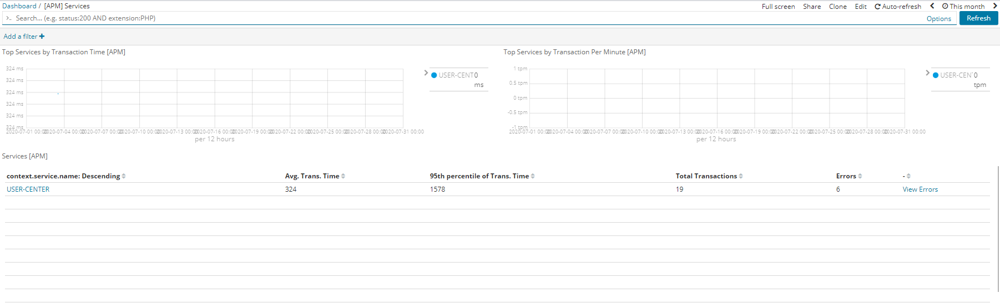 Dashboard / [APM] Services
Full screen Share Clone Edit Auto-refresh This month
>_ Search... (e.g. status:200 AND extension:PHP) Options Refresh
Add a filter +
Top Services by Transaction Time [APM]
324 ms
324 ms
324 ms
324 ms
324 ms
324 ms
2020-07-01 00:00 2020-07-04 00:00 2020-07-07 00:00 2020-07-10 00:00 2020-07-13 00:00 2020-07-16 00:00 2020-07-19 00:00 2020-07-22 00:00 2020-07-25 00:00 2020-07-28 00:00 2020-07-31 00:00
per 12 hours
USER-CENT 0
ms
Top Services by Transaction Per Minute [APM]
1 tpm
0.5 tpm
0 tpm
-0.5 tpm
-1 tpm
2020-07-01 00:00 2020-07-04 00:00 2020-07-07 00:00 2020-07-10 00:00 2020-07-13 00:00 2020-07-16 00:00 2020-07-19 00:00 2020-07-22 00:00 2020-07-25 00:00 2020-07-28 00:00 2020-07-31 00:00
per 12 hours
USER-CEN 0
tpm
Services [APM]
context.service.name: Descending Avg. Trans. Time 95th percentile of Trans. Time Total Transactions Errors -
USER-CENTER 324 1578 19 6 View Errors